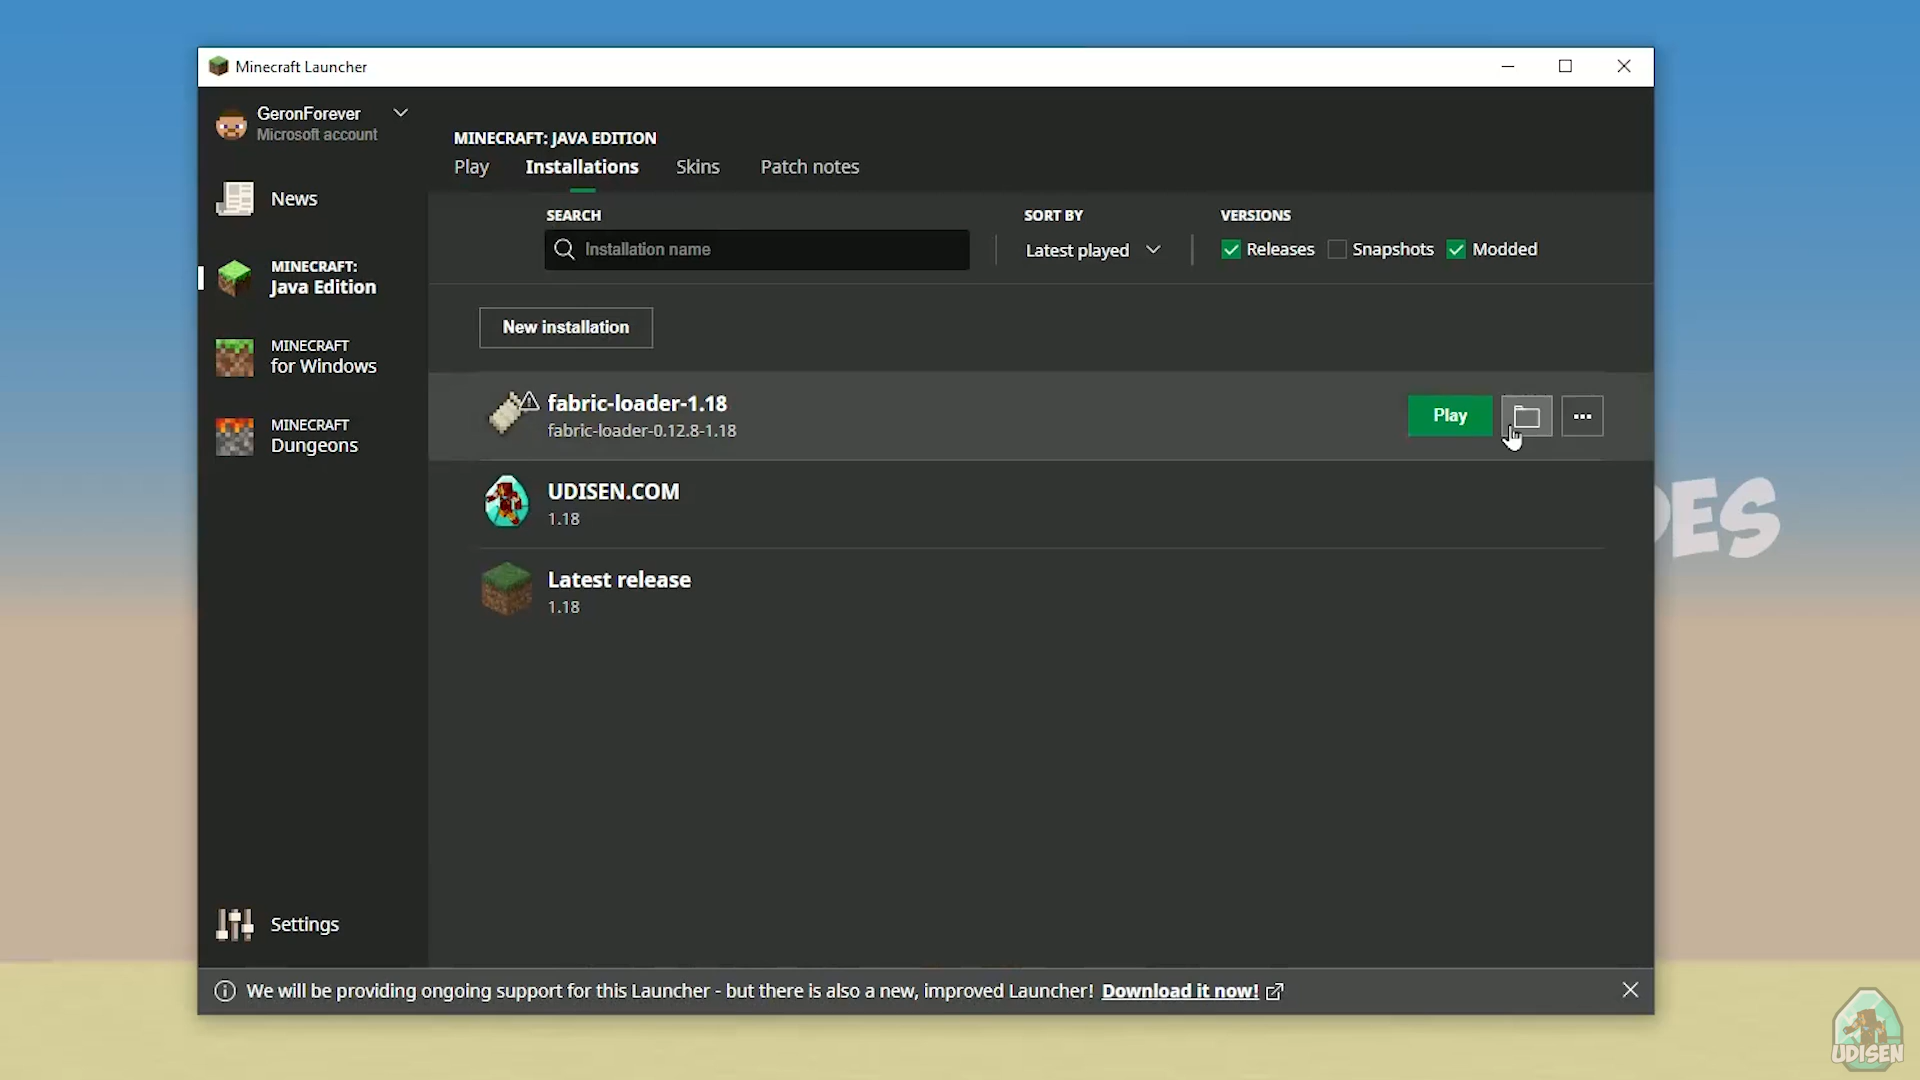 Minecraft Launcher
GeronForever
Microsoft account
News
MINECRAFT:
Java Edition
MINECRAFT
for Windows
MINECRAFT
Dungeons
Settings
MINECRAFT: JAVA EDITION
Play Installations Skins Patch notes
SEARCH SORT BY VERSIONS
Installation name Latest played Releases Snapshots Modded
New installation
fabric-loader-1.18
fabric-loader-0.12.8-1.18
Play
UDISEN.COM
1.18
Latest release
1.18
We will be providing ongoing support for this Launcher - but there is also a new, improved Launcher! Download it now!
UDISEN